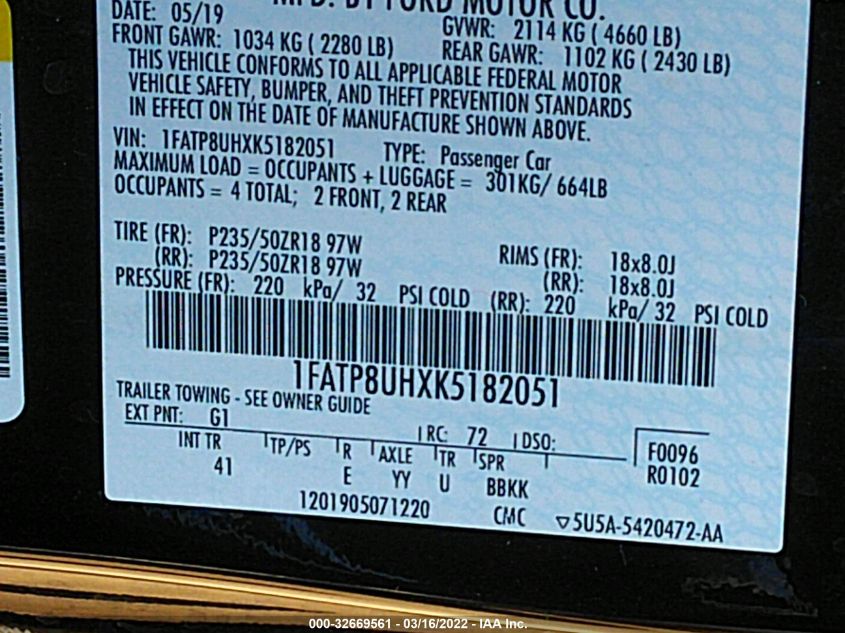 MFD. BY FORD MOTOR CO.
DATE: 05/19 GVWR: 2114 KG ( 4660 LB)
FRONT GAWR: 1034 KG ( 2280 LB) REAR GAWR: 1102 KG ( 2430 LB)
THIS VEHICLE CONFORMS TO ALL APPLICABLE FEDERAL MOTOR
VEHICLE SAFETY, BUMPER, AND THEFT PREVENTION STANDARDS
IN EFFECT ON THE DATE OF MANUFACTURE SHOWN ABOVE.
VIN: 1FATP8UHXK5182051 TYPE: Passenger Car
MAXIMUM LOAD = OCCUPANTS + LUGGAGE = 301KG/ 664LB
OCCUPANTS = 4 TOTAL; 2 FRONT, 2 REAR
TIRE (FR): P235/50ZR18 97W RIMS (FR): 18x8.0J
(RR): P235/50ZR18 97W (RR): 18x8.0J
PRESSURE (FR): 220 kPa/ 32 PSI COLD (RR): 220 kPa/ 32 PSI COLD
1FATP8UHXK5182051
TRAILER TOWING - SEE OWNER GUIDE
EXT PNT: G1 RC: 72 DSO: F0096
INT TR TP/PS R AXLE TR SPR R0102
41 E YY U BBKK
1201905071220 CMC ▽5U5A-5420472-AA
000-32669561 - 03/16/2022 - IAA Inc.